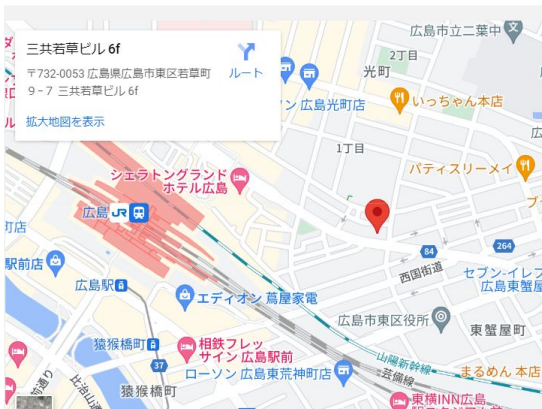 三共若草ビル 6f
〒732-0053 広島県広島市東区若草町
９−７ 三共若草ビル 6f
ルート
拡大地図を表示
広島市立二葉中
2丁目
光町
ン 広島光町店
いっちゃん本店
1丁目
パティスリーメイ
シェラトングランド
ホテル広島
広島
JR
町店
駅前店
84
264
西国街道
セブン-イレブ
広島東蟹屋
広島駅
エディオン 蔦屋家電
広島市東区役所
東蟹屋町
猿猴橋町
相鉄フレッ
サイン 広島駅前
山陽新幹線
芸備線
まるめん 本店
37
ローソン 広島東荒神町店
猿猴橋町
比治山通
前通り
東横INN広島